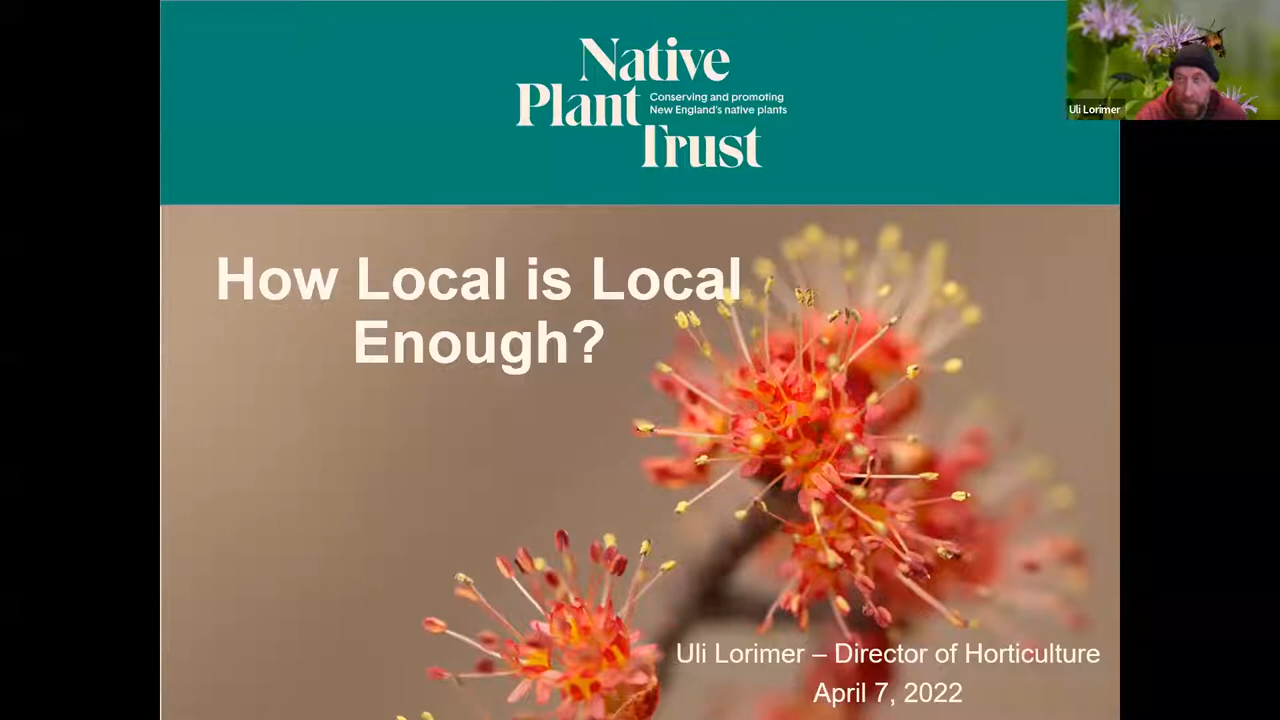 Native
Plant
Conserving and promoting
New England's native plants
Trust
Uli Lorimer
How Local is Local
Enough?
Uli Lorimer – Director of Horticulture
April 7, 2022